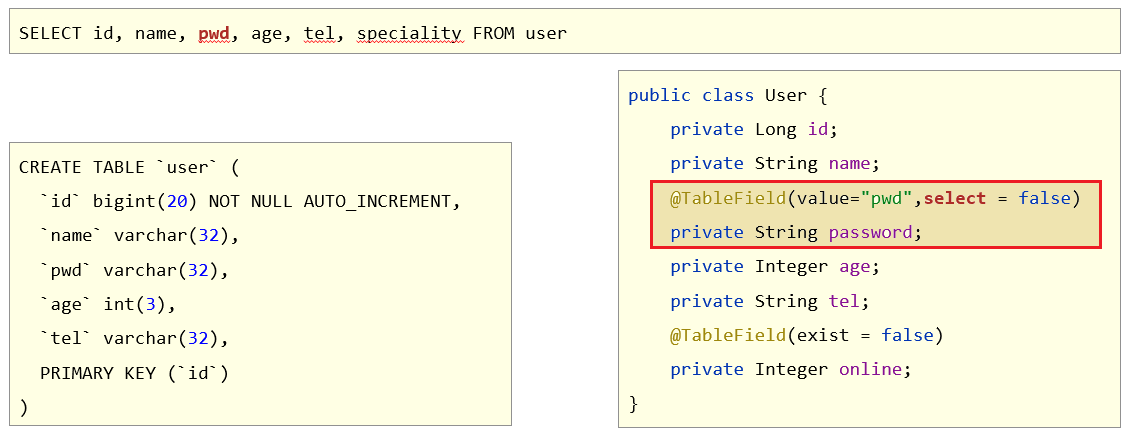 SELECT id, name, pwd, age, tel, speciality FROM user
CREATE TABLE `user` (
`id` bigint(20) NOT NULL AUTO_INCREMENT,
`name` varchar(32),
`pwd` varchar(32),
`age` int(3),
`tel` varchar(32),
PRIMARY KEY (`id`)
)
public class User {
private Long id;
private String name;
@TableField(value="pwd",select = false)
private String password;
private Integer age;
private String tel;
@TableField(exist = false)
private Integer online;
}